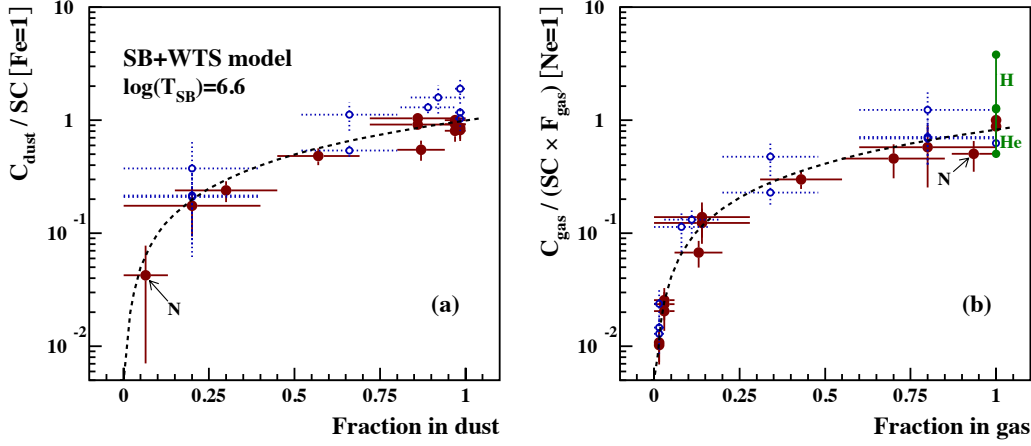 C_dust / SC [Fe=1]
10
1
10^-1
10^-2
SB+WTS model
log(T_SB)=6.6
N
(a)
0 0.25 0.5 0.75 1
Fraction in dust
C_gas / (SC × F_gas) [Ne=1]
10
1
10^-1
10^-2
H
He
N
(b)
0 0.25 0.5 0.75 1
Fraction in gas